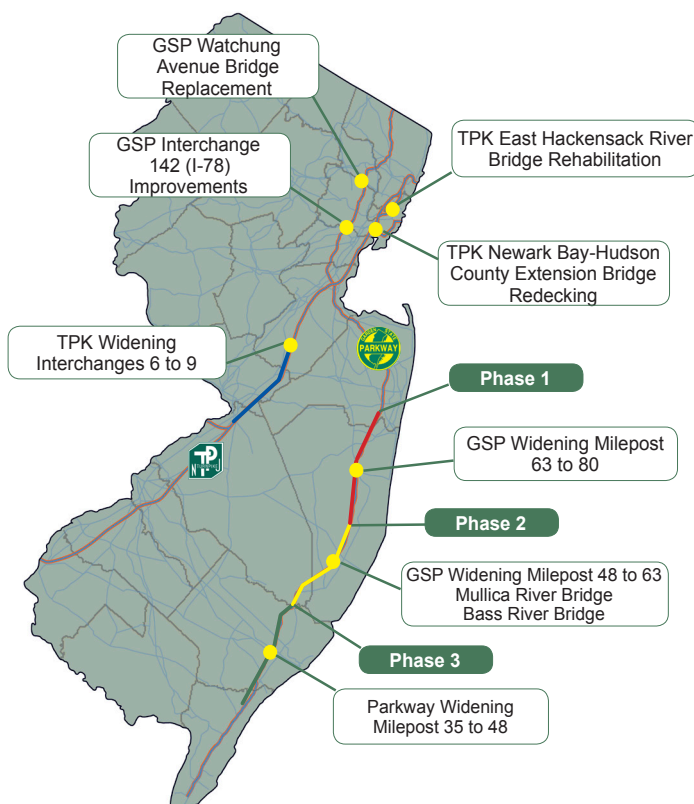 GSP Watchung
Avenue Bridge
Replacement
GSP Interchange
142 (I-78)
Improvements
TPK East Hackensack River
Bridge Rehabilitation
TPK Newark Bay-Hudson
County Extension Bridge
Redecking
TPK Widening
Interchanges 6 to 9
PARKWAY
Phase 1
GSP Widening Milepost
63 to 80
Phase 2
GSP Widening Milepost 48 to 63
Mullica River Bridge
Bass River Bridge
Phase 3
Parkway Widening
Milepost 35 to 48